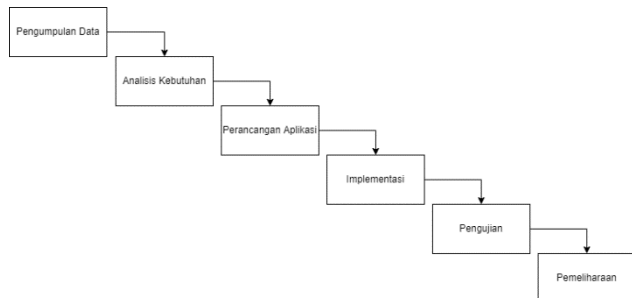 Pengumpulan Data
Analisis Kebutuhan
Perancangan Aplikasi
Implementasi
Pengujian
Pemeliharaan